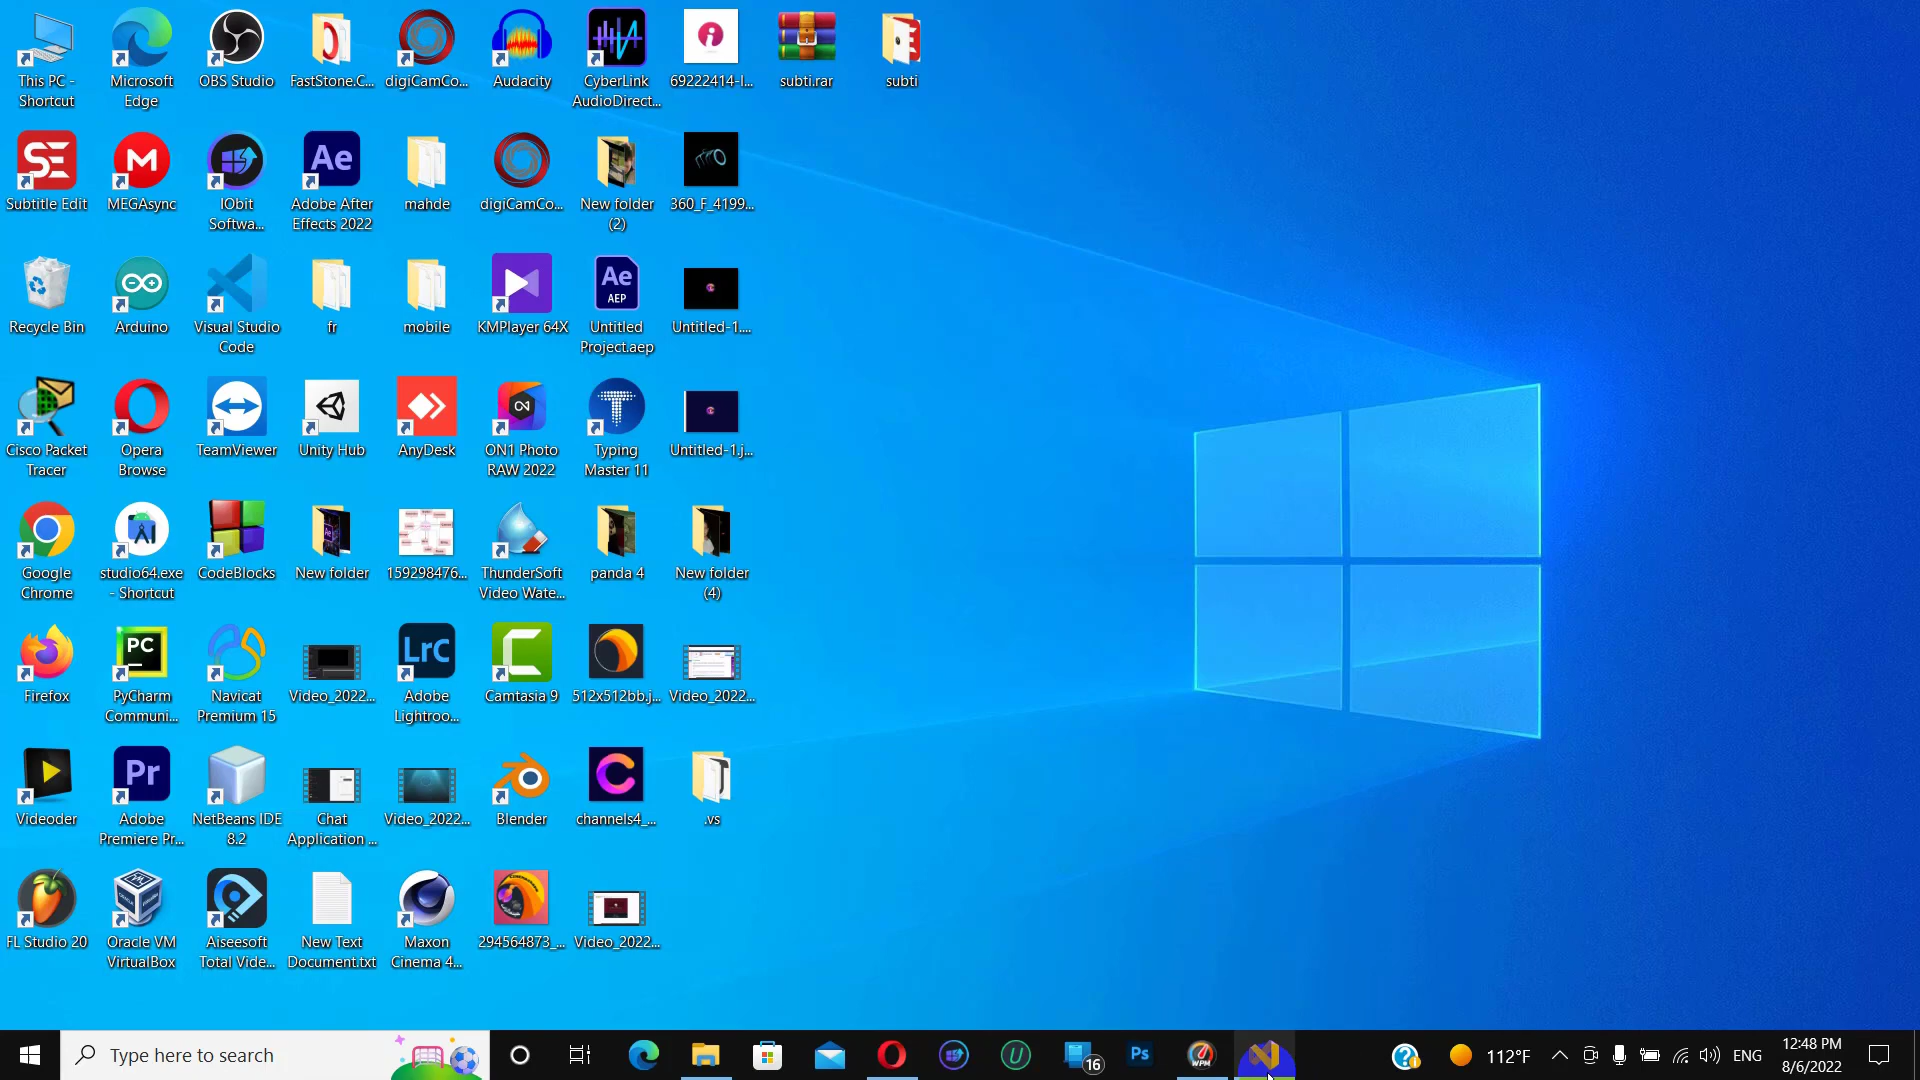 This PC - Shortcut
Microsoft Edge
OBS Studio
FastStone.C...
digiCamCo...
Audacity
CyberLink AudioDirect...
69222414-I...
subti.rar
subti
Subtitle Edit
MEGAsync
IObit Softwa...
Adobe After Effects 2022
mahde
digiCamCo...
New folder (2)
360_F_4199...
Recycle Bin
Arduino
Visual Studio Code
fr
mobile
KMPlayer 64X
Untitled Project.aep
Untitled-1....
Cisco Packet Tracer
Opera Browse
TeamViewer
Unity Hub
AnyDesk
ON1 Photo RAW 2022
Typing Master 11
Untitled-1.j...
Google Chrome
studio64.exe - Shortcut
CodeBlocks
New folder
159298476...
ThunderSoft Video Wate...
panda 4
New folder (4)
Firefox
PyCharm Communi...
Navicat Premium 15
Video_2022...
Adobe Lightroo...
Camtasia 9
512x512bb.j...
Video_2022...
Videoder
Adobe Premiere Pr...
NetBeans IDE 8.2
Chat Application ...
Video_2022...
Blender
channels4_...
.vs
FL Studio 20
Oracle VM VirtualBox
Aiseesoft Total Vide...
New Text Document.txt
Maxon Cinema 4...
294564873_...
Video_2022...
Type here to search
16
Ps
WPM
112°F
ENG
12:48 PM
8/6/2022